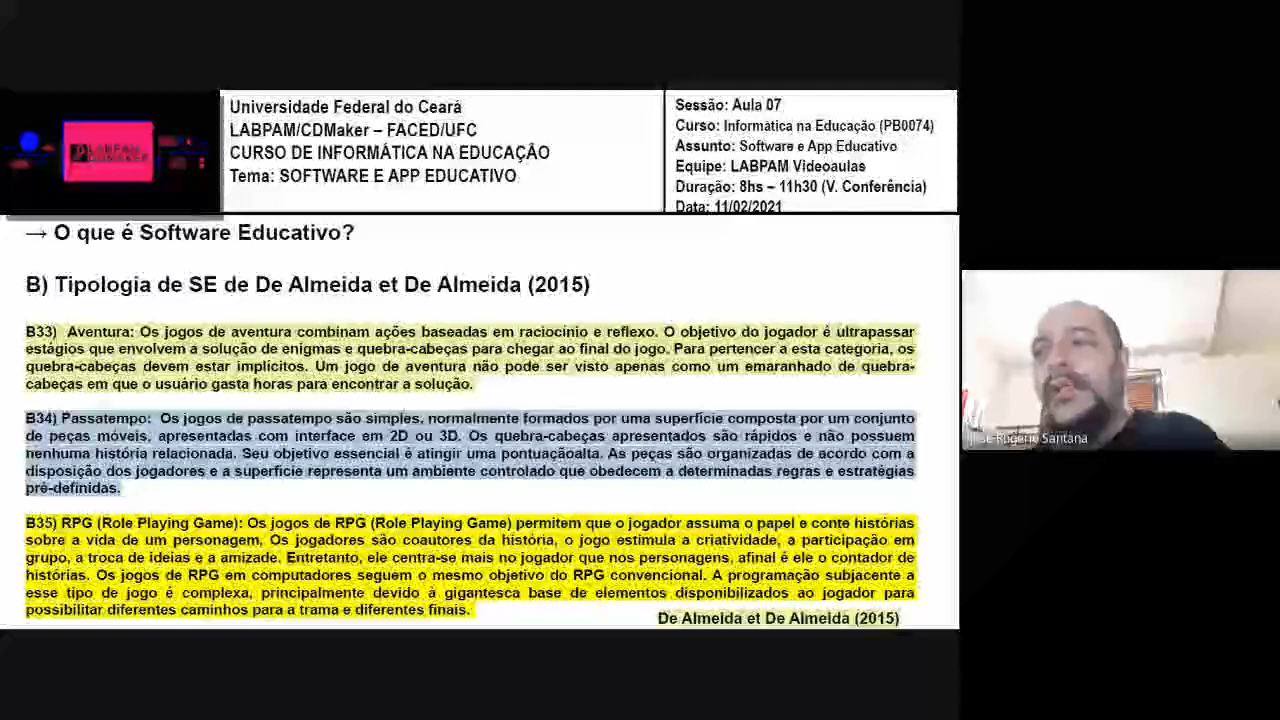 LABPAM
Universidade Federal do Ceará
LABPAM/CDMaker – FACED/UFC
CURSO DE INFORMÁTICA NA EDUCAÇÃO
Tema: SOFTWARE E APP EDUCATIVO
Sessão: Aula 07
Curso: Informática na Educação (PB0074)
Assunto: Software e App Educativo
Equipe: LABPAM Videoaulas
Duração: 8hs – 11h30 (V. Conferência)
Data: 11/02/2021
→ O que é Software Educativo?
B) Tipologia de SE de De Almeida et De Almeida (2015)
B33) Aventura: Os jogos de aventura combinam ações baseadas em raciocínio e reflexo. O objetivo do jogador é ultrapassar
estágios que envolvem a solução de enigmas e quebra-cabeças para chegar ao final do jogo. Para pertencer a esta categoria, os
quebra-cabeças devem estar implícitos. Um jogo de aventura não pode ser visto apenas como um emaranhado de quebra-
cabeças em que o usuário gasta horas para encontrar a solução.
B34) Passatempo: Os jogos de passatempo são simples, normalmente formados por uma superfície composta por um conjunto
de peças móveis, apresentadas com interface em 2D ou 3D. Os quebra-cabeças apresentados são rápidos e não possuem
nenhuma história relacionada. Seu objetivo essencial é atingir uma pontuaçãoalta. As peças são organizadas de acordo com a
disposição dos jogadores e a superfície representa um ambiente controlado que obedecem a determinadas regras e estratégias
pré-definidas.
B35) RPG (Role Playing Game): Os jogos de RPG (Role Playing Game) permitem que o jogador assuma o papel e conte histórias
sobre a vida de um personagem. Os jogadores são coautores da história, o jogo estimula a criatividade, a participação em
grupo, a troca de ideias e a amizade. Entretanto, ele centra-se mais no jogador que nos personagens, afinal é ele o contador de
histórias. Os jogos de RPG em computadores seguem o mesmo objetivo do RPG convencional. A programação subjacente a
esse tipo de jogo é complexa, principalmente devido à gigantesca base de elementos disponibilizados ao jogador para
possibilitar diferentes caminhos para a trama e diferentes finais.
De Almeida et De Almeida (2015)
Jose Rogerio Santana